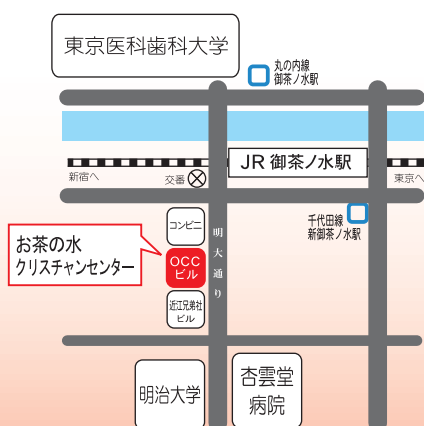 東京医科歯科大学
丸の内線
御茶ノ水駅
JR 御茶ノ水駅
新宿へ
交番
東京へ
コンビニ
千代田線
新御茶ノ水駅
明大通り
お茶の水
クリスチャンセンター
OCC
ビル
近江兄弟社
ビル
明治大学
杏雲堂
病院